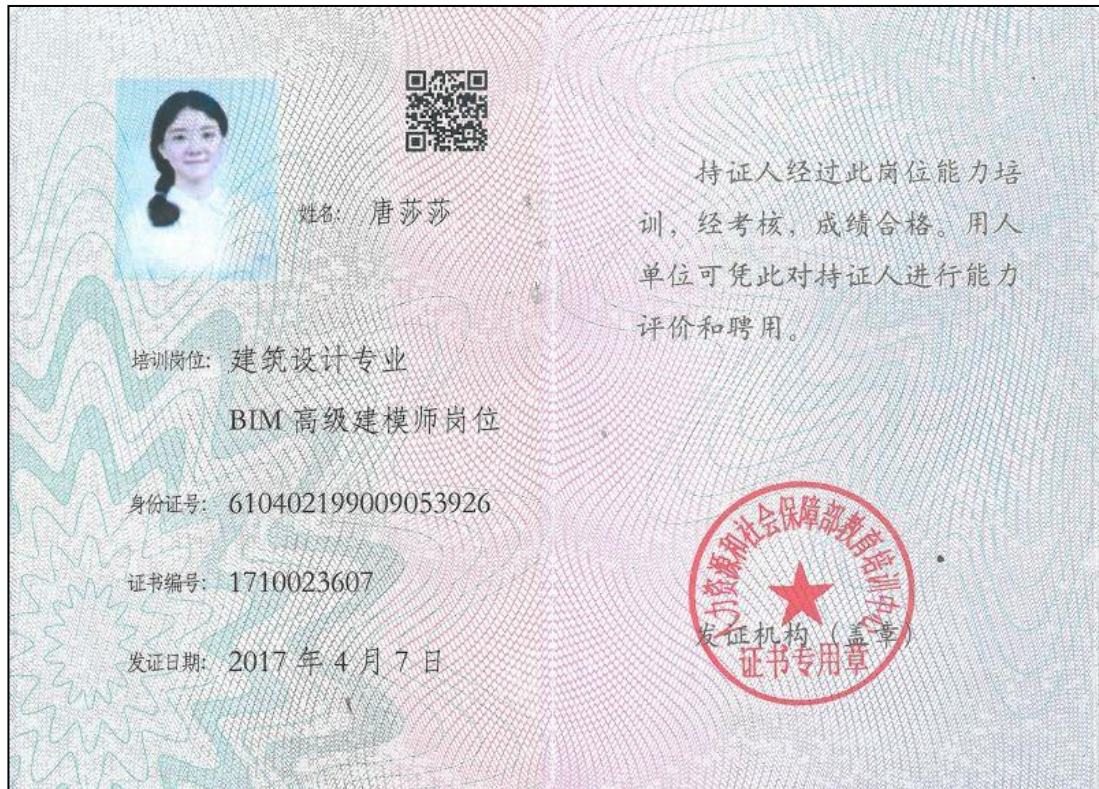 姓名: 唐莎莎
培训岗位: 建筑设计专业
BIM 高级建模师岗位
身份证号: 610402199009053926
证书编号: 1710023607
发证日期: 2017 年 4 月 7 日
持证人经过此岗位能力培
训，经考核，成绩合格。用人
单位可凭此对持证人进行能力
评价和聘用。
人力资源和社会保障部教育培训中心
发证机构（盖章）
证书专用章